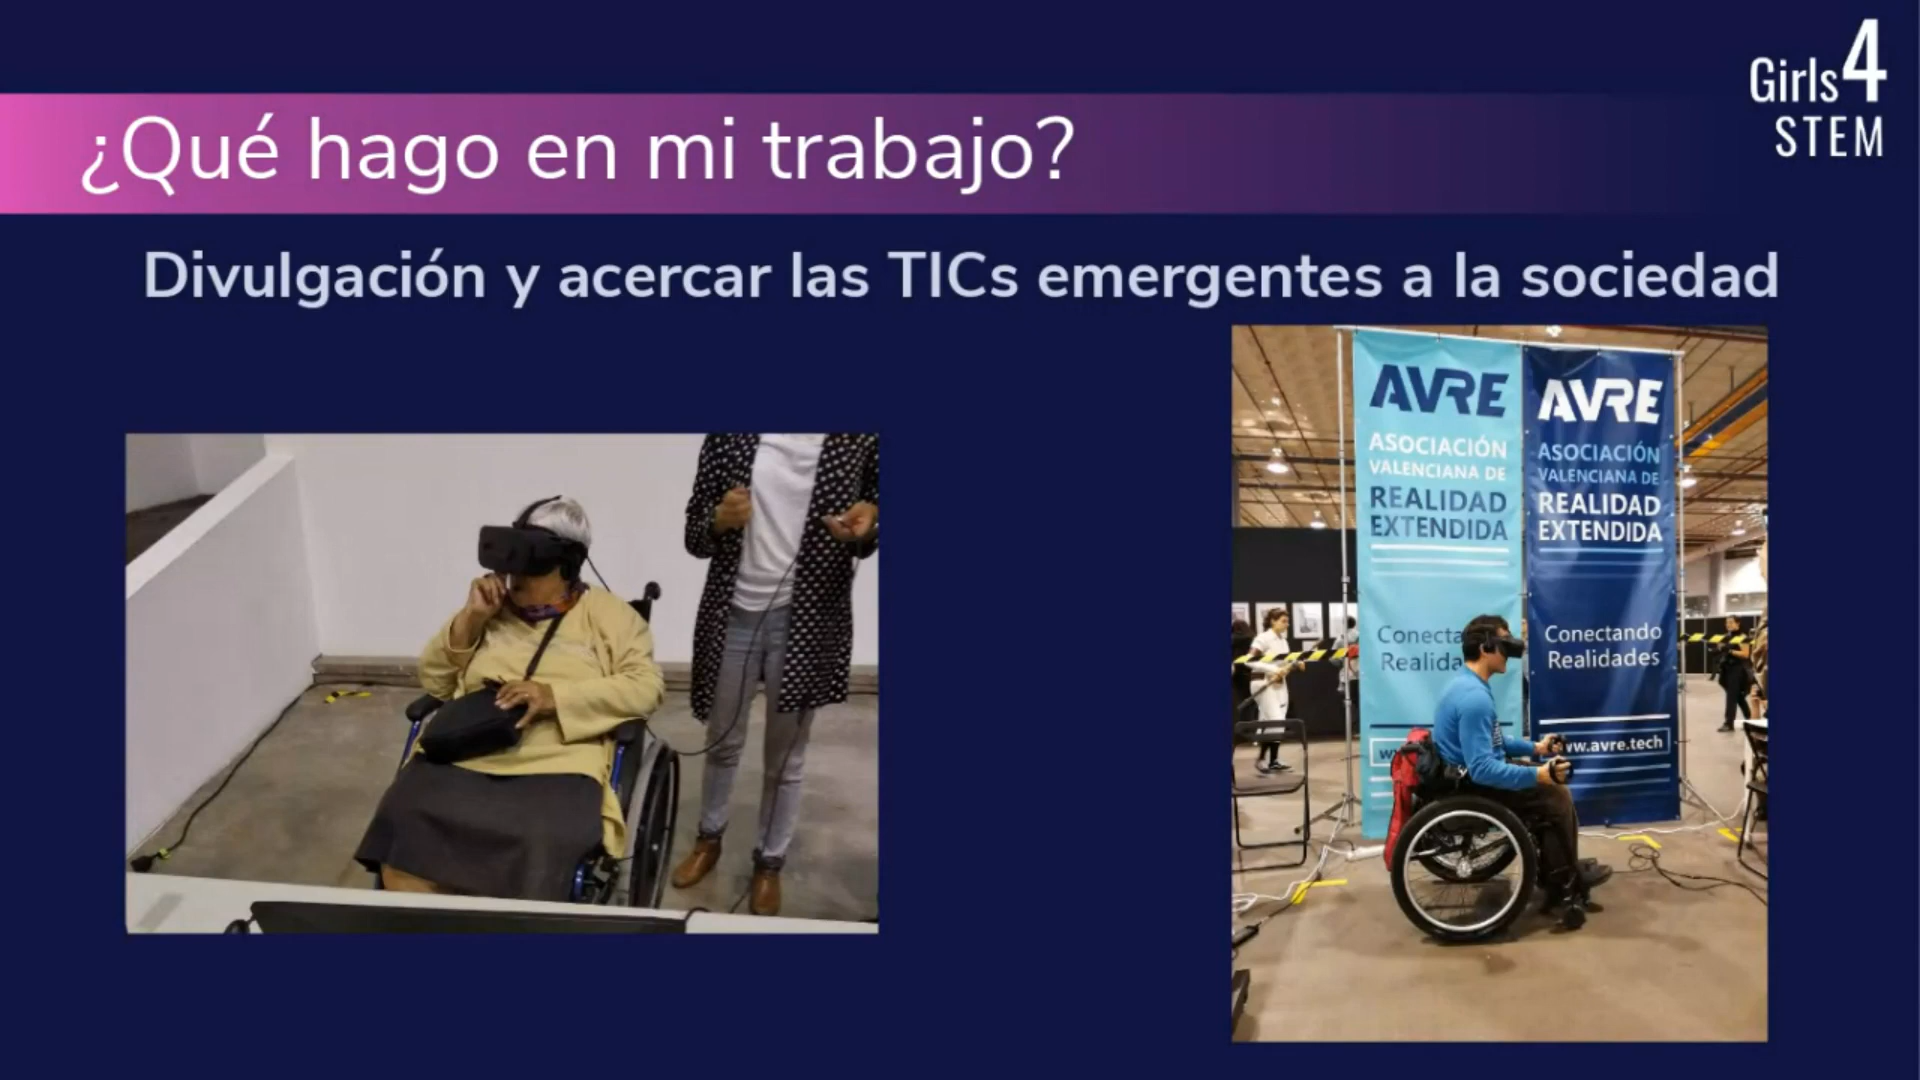 Girls4
STEM
¿Qué hago en mi trabajo?
Divulgación y acercar las TICs emergentes a la sociedad
AVRE
ASOCIACIÓN
VALENCIANA DE
REALIDAD
EXTENDIDA
AVRE
ASOCIACIÓN
VALENCIANA DE
REALIDAD
EXTENDIDA
Conectando
Realidades
www.avre.tech